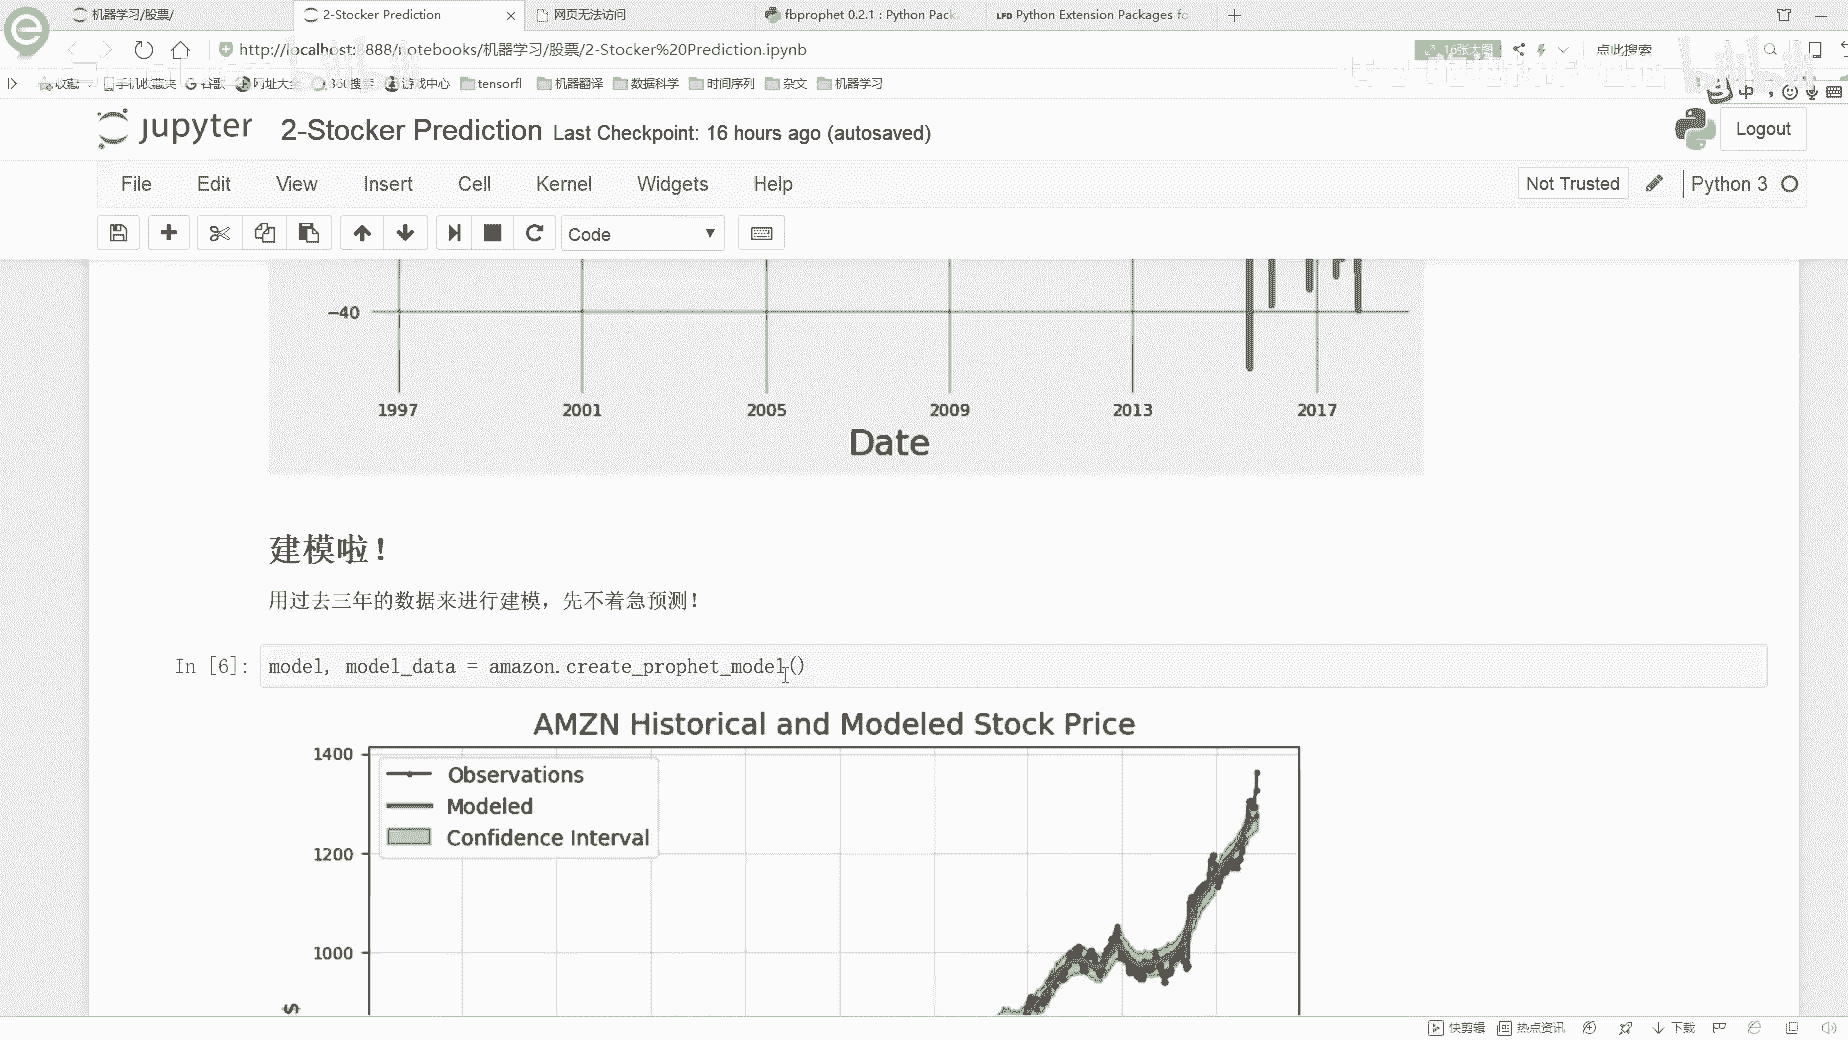 机器学习/股票/
2-Stocker Prediction
网页无法访问
fbprophet 0.2.1 : Python Pack
LFD Python Extension Packages fo
http://localhost:8888/notebooks/机器学习/股票/2-Stocker%20Prediction.ipynb
16张大图
点此搜索
收藏
手机收藏夹
谷歌
网址大全
360搜索
游戏中心
tensorfl
机器翻译
数据科学
时间序列
杂文
机器学习
中
jupyter
2-Stocker Prediction Last Checkpoint: 16 hours ago (autosaved)
Logout
File Edit View Insert Cell Kernel Widgets Help
Not Trusted
Python 3
Code
−40
1997 2001 2005 2009 2013 2017
Date
建模啦！
用过去三年的数据来进行建模，先不着急预测！
In [6]: model, model_data = amazon.create_prophet_model()
AMZN Historical and Modeled Stock Price
1400
Observations
Modeled
Confidence Interval
1200
1000
$
快剪辑
热点资讯
下载